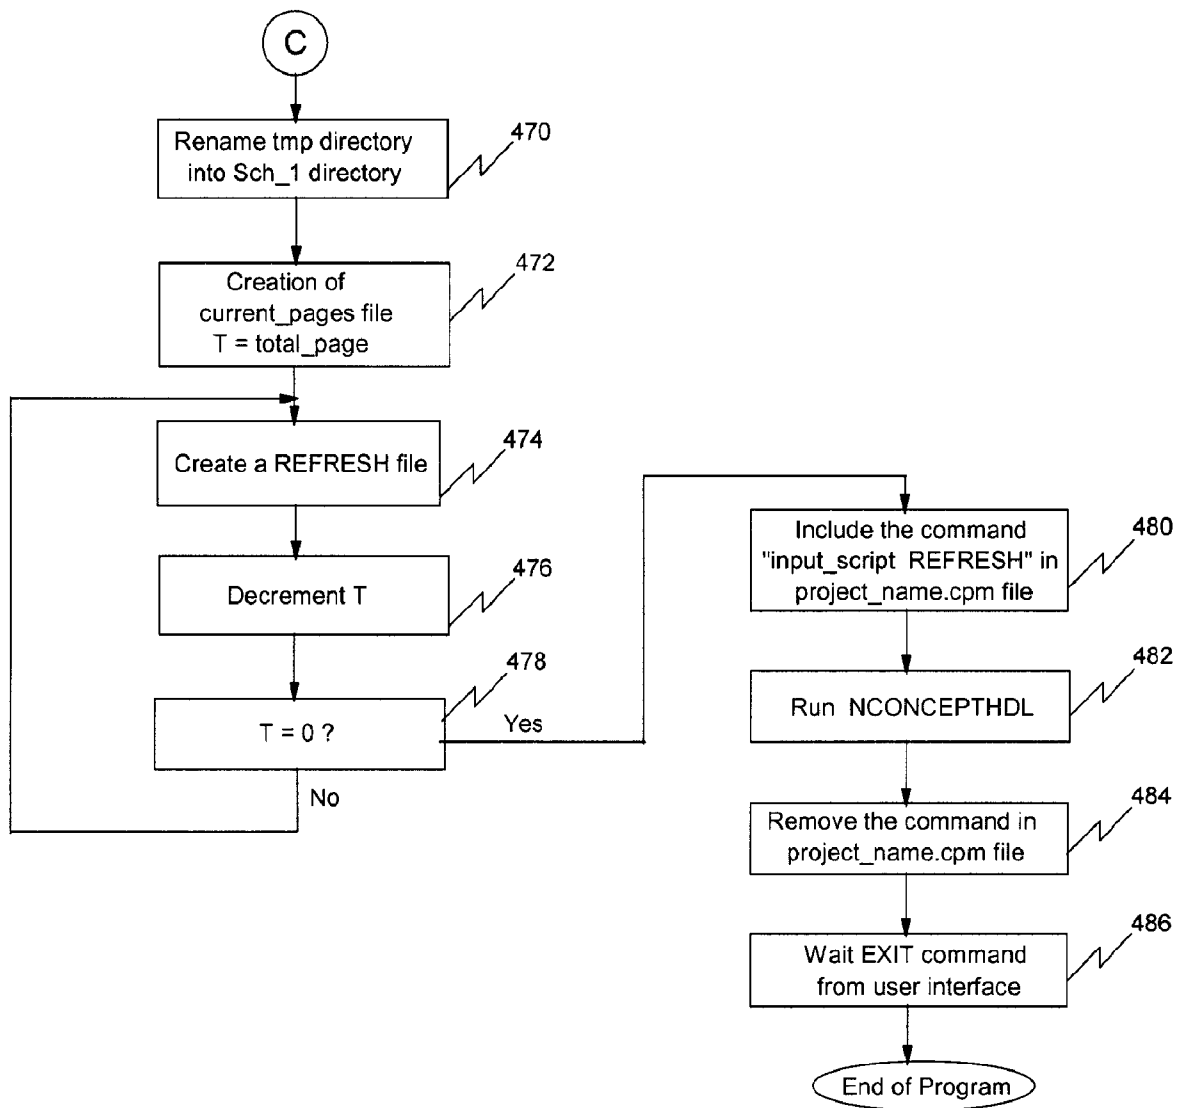 C
Rename tmp directory
into Sch_1 directory
470
Creation of
current_pages file
T = total_page
472
Create a REFRESH file
474
Decrement T
476
T = 0 ?
478
Yes
No
Include the command
"input_script REFRESH" in
project_name.cpm file
480
Run NCONCEPTHDL
482
Remove the command in
project_name.cpm file
484
Wait EXIT command
from user interface
486
End of Program